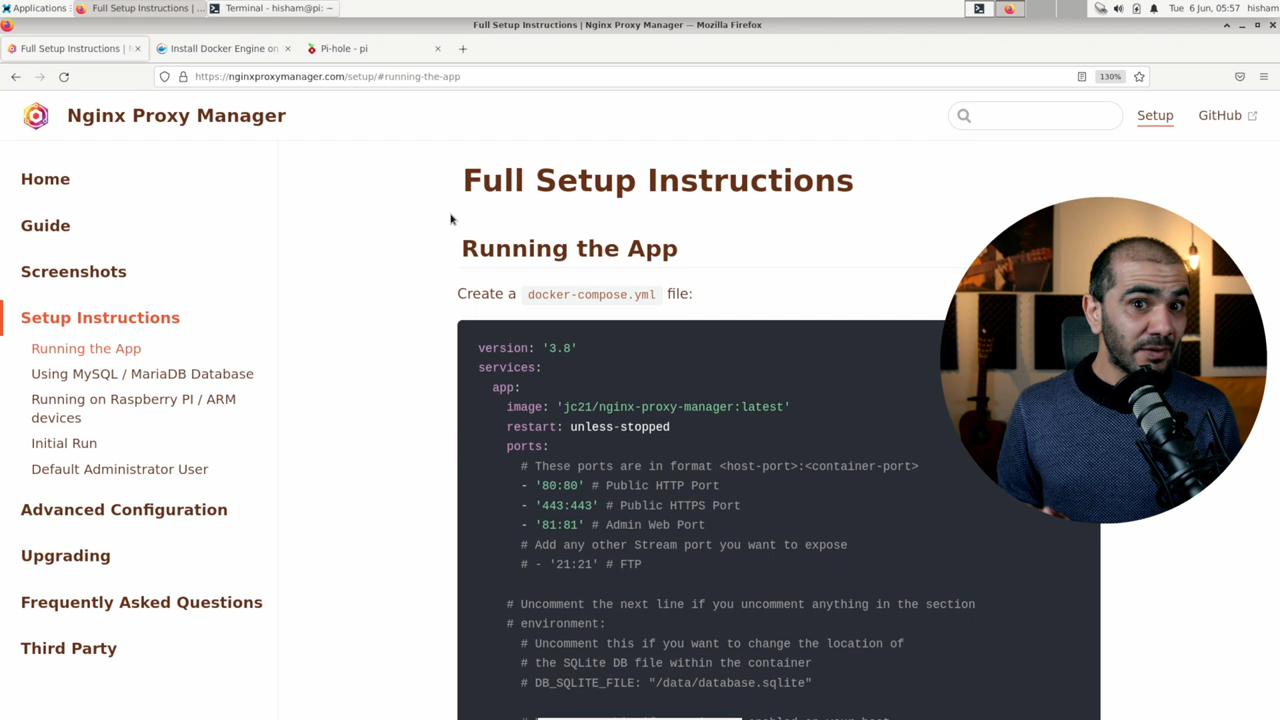 Applications
Full Setup Instructions | ...
Terminal - hisham@pi: ~
Tue 6 Jun, 05:57 hisham
Full Setup Instructions | Nginx Proxy Manager — Mozilla Firefox
Full Setup Instructions |
Install Docker Engine on
Pi-hole - pi
https://nginxproxymanager.com/setup/#running-the-app
130%
Nginx Proxy Manager
Setup
GitHub
Home
Guide
Screenshots
Setup Instructions
Running the App
Using MySQL / MariaDB Database
Running on Raspberry PI / ARM
devices
Initial Run
Default Administrator User
Advanced Configuration
Upgrading
Frequently Asked Questions
Third Party
Full Setup Instructions
Running the App
Create a docker-compose.yml file:
version: '3.8'
services:
app:
image: 'jc21/nginx-proxy-manager:latest'
restart: unless-stopped
ports:
# These ports are in format <host-port>:<container-port>
- '80:80' # Public HTTP Port
- '443:443' # Public HTTPS Port
- '81:81' # Admin Web Port
# Add any other Stream port you want to expose
# - '21:21' # FTP
# Uncomment the next line if you uncomment anything in the section
# environment:
# Uncomment this if you want to change the location of
# the SQLite DB file within the container
# DB_SQLITE_FILE: "/data/database.sqlite"